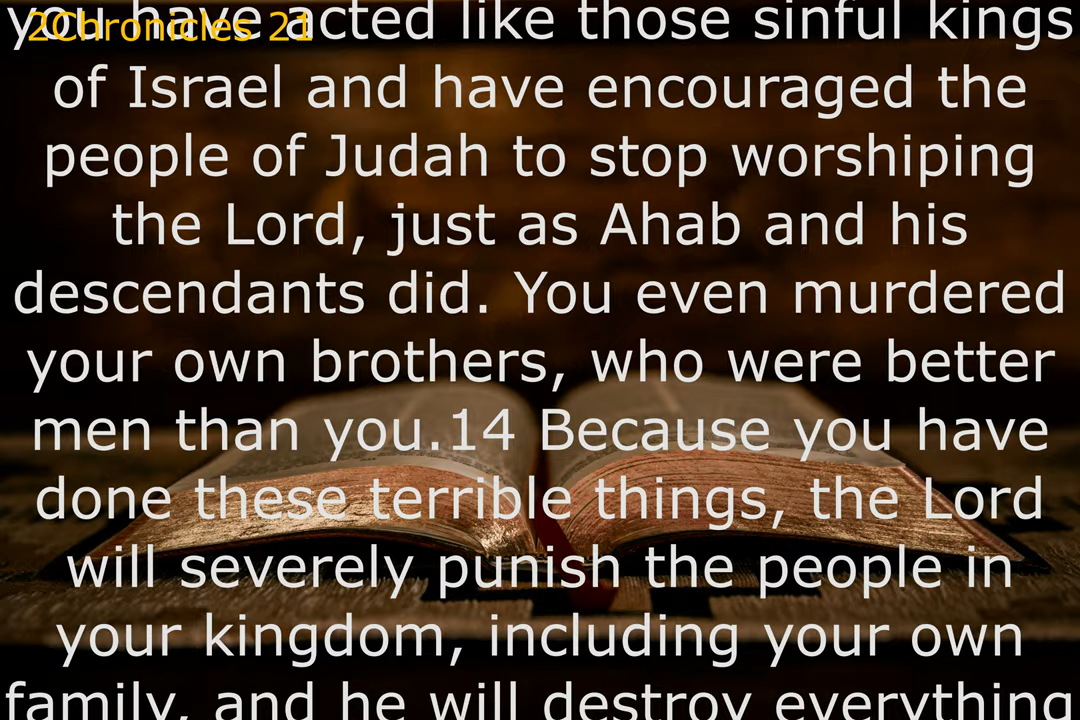 2Chronicles 21
you have acted like those sinful kings
of Israel and have encouraged the
people of Judah to stop worshiping
the Lord, just as Ahab and his
descendants did. You even murdered
your own brothers, who were better
men than you.14 Because you have
done these terrible things, the Lord
will severely punish the people in
your kingdom, including your own
family, and he will destroy everything